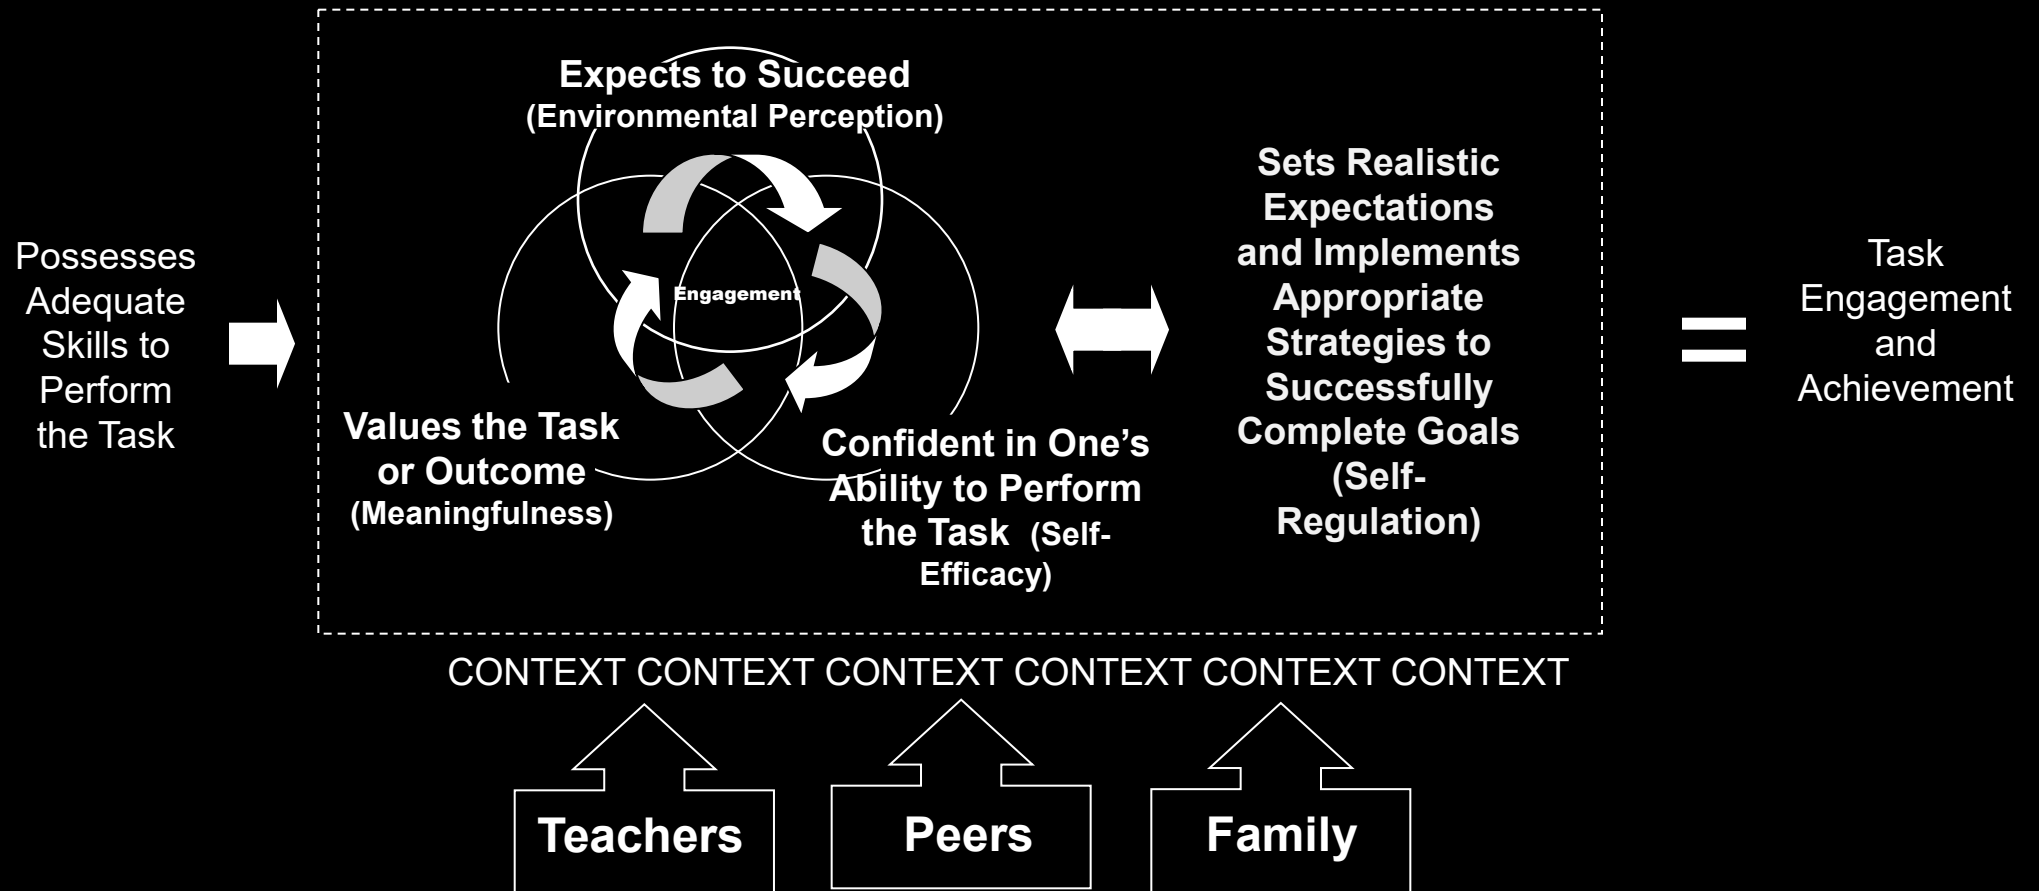 Possesses
Adequate
Skills to
Perform
the Task
Expects to Succeed
(Environmental Perception)
Engagement
Values the Task
or Outcome
(Meaningfulness)
Confident in One’s
Ability to Perform
the Task (Self-
Efficacy)
Sets Realistic
Expectations
and Implements
Appropriate
Strategies to
Successfully
Complete Goals
(Self-
Regulation)
=
Task
Engagement
and
Achievement
CONTEXT CONTEXT CONTEXT CONTEXT CONTEXT CONTEXT
Teachers
Peers
Family